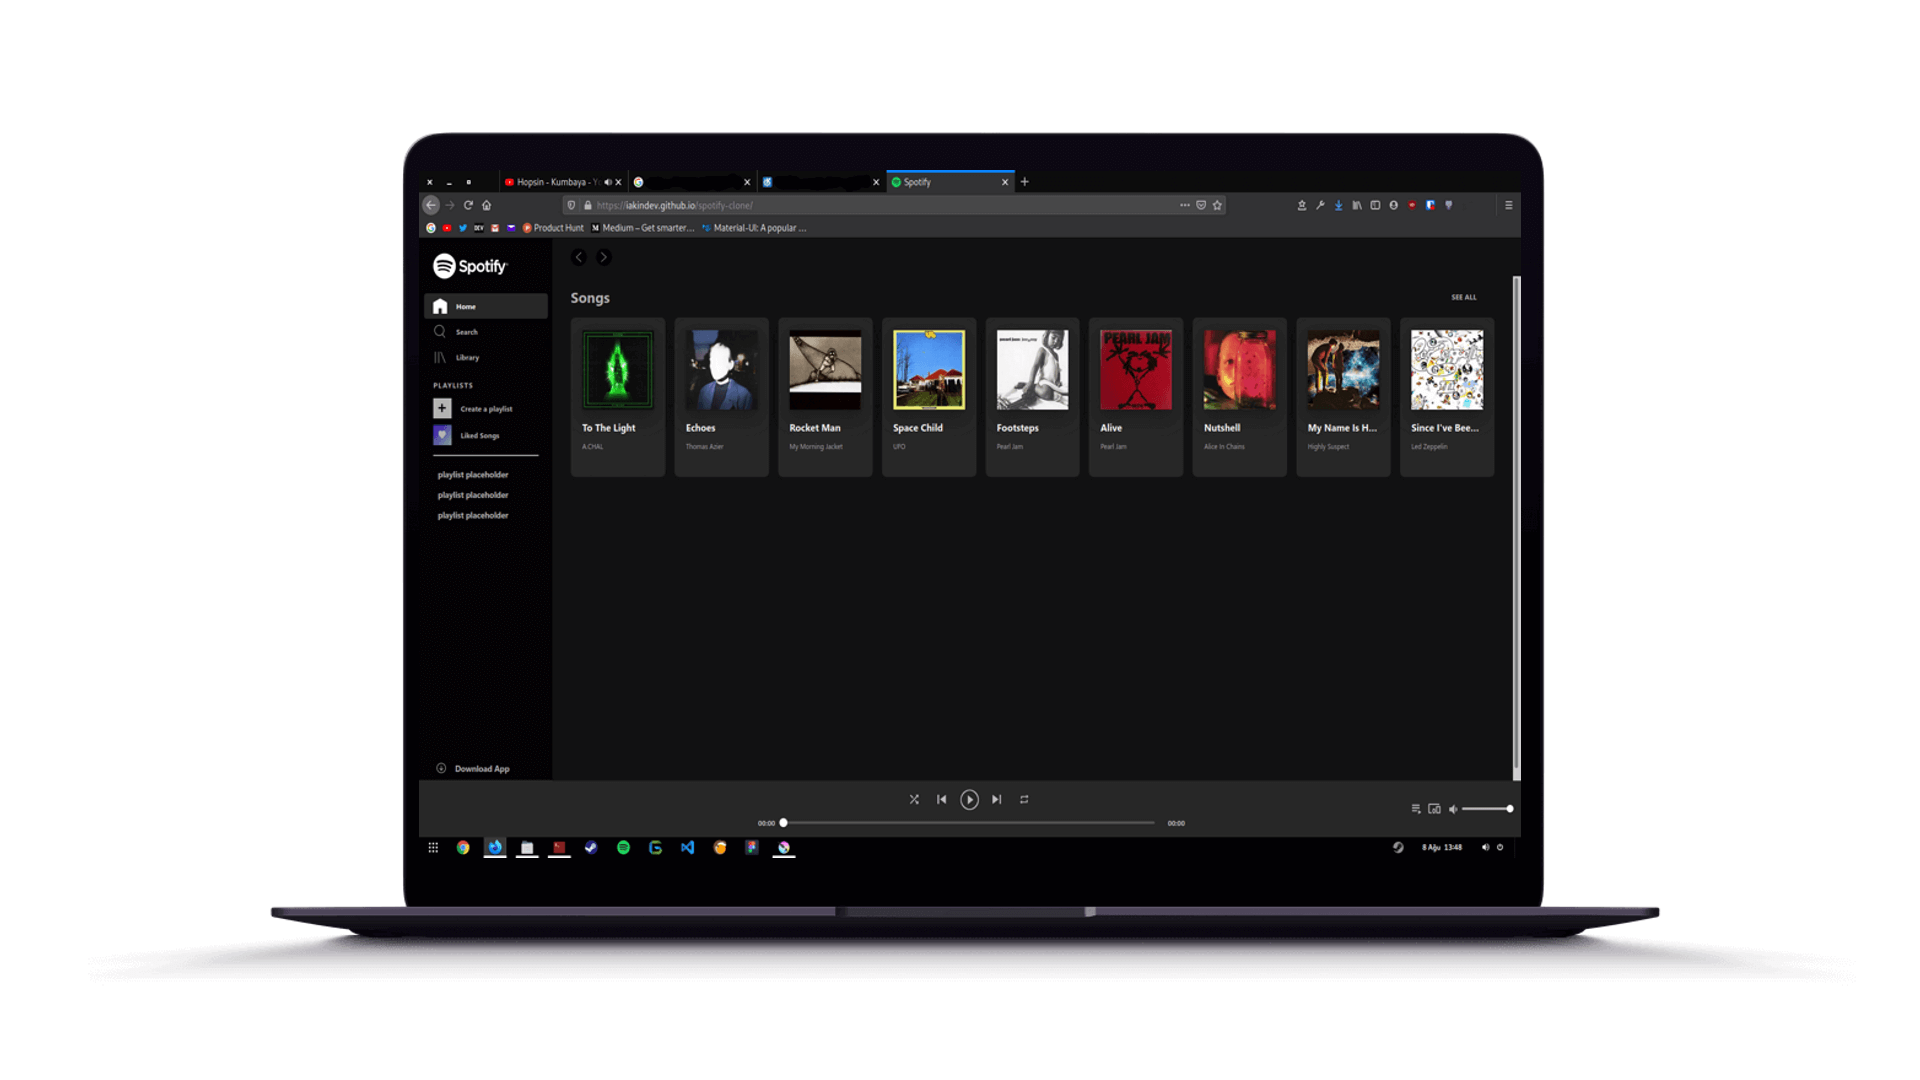 Hopsin - Kumbaya - Yo
Spotify
https://iakindev.github.io/spotify-clone/
DEV
Product Hunt
M Medium – Get smarter...
Material-UI: A popular ...
Spotify
Home
Search
Library
PLAYLISTS
Create a playlist
Liked Songs
playlist placeholder
playlist placeholder
playlist placeholder
Download App
Songs
SEE ALL
To The Light
A.CHAL
Echoes
Thomas Azier
Rocket Man
My Morning Jacket
Space Child
UFO
Footsteps
Pearl Jam
PEARL JAM
Alive
Pearl Jam
Nutshell
Alice In Chains
My Name Is H...
Highly Suspect
Since I've Bee...
Led Zeppelin
00:00
00:00
8 Ağu 13:48